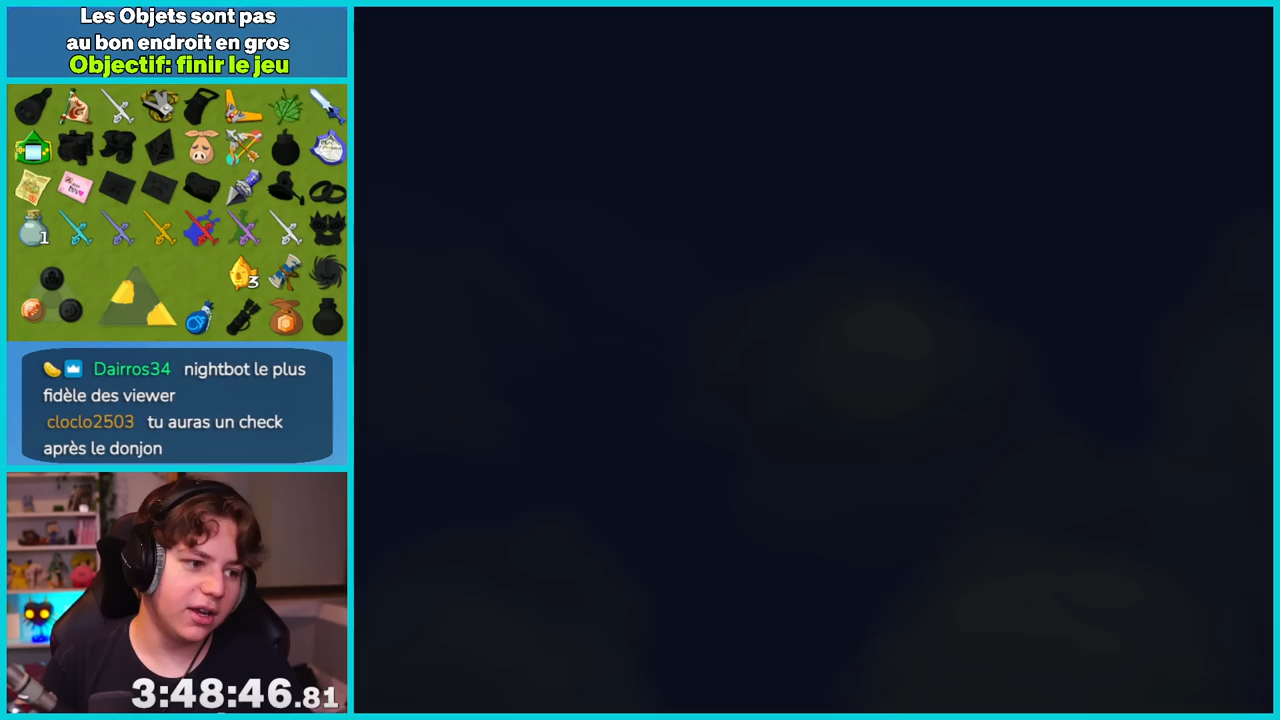 Les Objets sont pas
au bon endroit en gros
Objectif: finir le jeu
1
3
Dairros34 nightbot le plus
fidèle des viewer
cloclo2503 tu auras un check
après le donjon
3:48:46.81